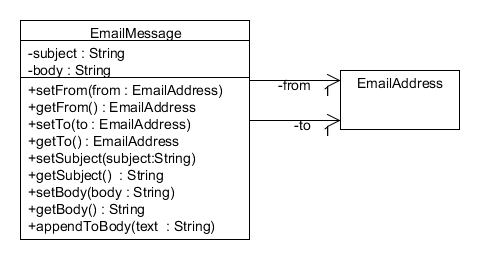 EmailMessage
-subject : String
-body : String
+setFrom(from : EmailAddress)
+getFrom() : EmailAddress
+setTo(to : EmailAddress)
+getTo() : EmailAddress
+setSubject(subject:String)
+getSubject()  : String
+setBody(body : String)
+getBody() : String
+appendToBody(text  : String)
-from
1
-to
1
EmailAddress